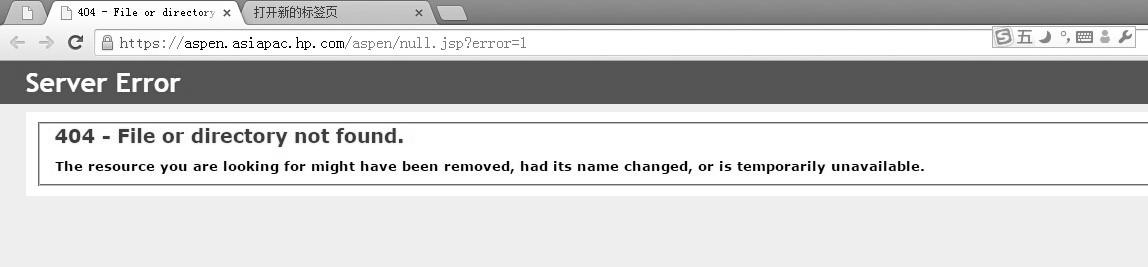 404 - File or directory
打开新的标签页
https://aspen.asiapac.hp.com/aspen/null.jsp?error=1
五
Server Error
404 - File or directory not found.
The resource you are looking for might have been removed, had its name changed, or is temporarily unavailable.